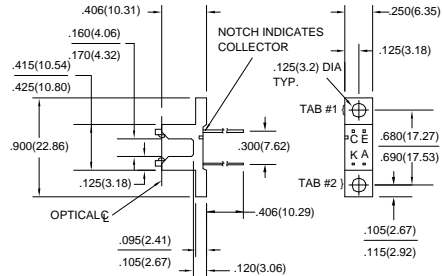 .406(10.31)
.250(6.35)
.160(4.06)
.170(4.32)
NOTCH INDICATES
COLLECTOR
.125(3.18)
.415(10.54)
.425(10.80)
.125(3.2) DIA
TYP.
TAB #1
C E
K A
.900(22.86)
.300(7.62)
.680(17.27)
.690(17.53)
.125(3.18)
TAB #2
OPTICAL℄
.406(10.29)
.105(2.67)
.115(2.92)
.095(2.41)
.105(2.67)
.120(3.06)